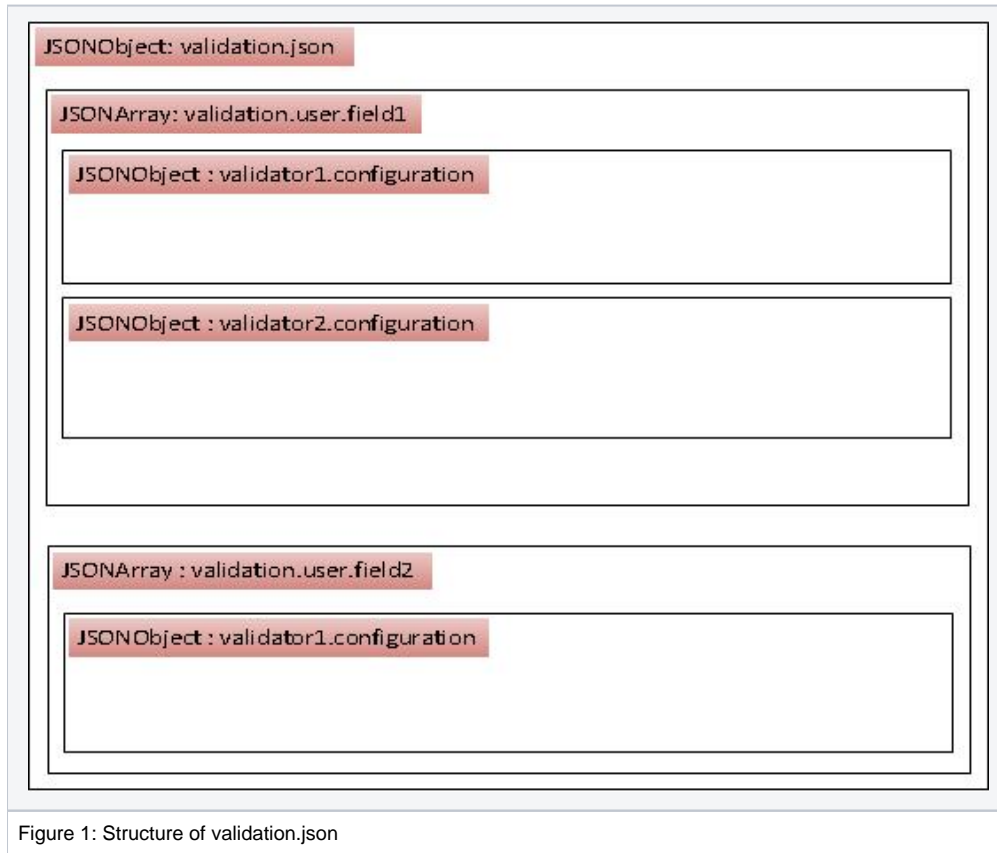 JSONObject: validation.json
JSONArray: validation.user.field1
JSONObject : validator1.configuration
JSONObject : validator2.configuration
JSONArray : validation.user.field2
JSONObject : validator1.configuration
Figure 1: Structure of validation.json